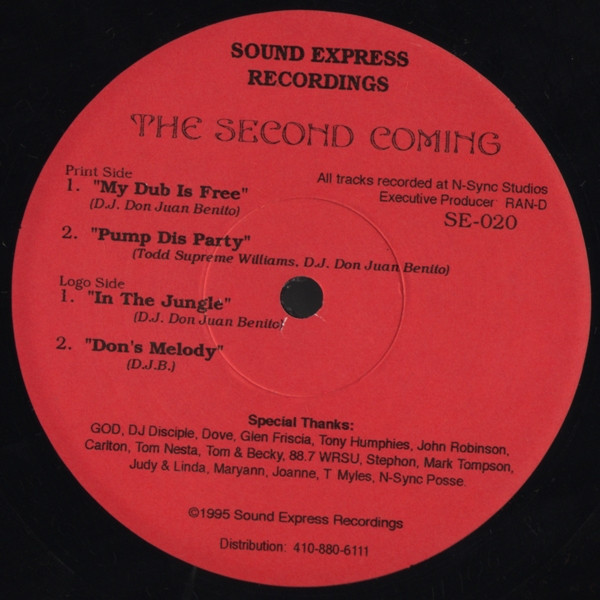 SOUND EXPRESS
RECORDINGS
THE SECOND COMING
Print Side
1. "My Dub Is Free"
(D.J. Don Juan Benito)
All tracks recorded at N-Sync Studios
Executive Producer RAN-D
SE-020
2. "Pump Dis Party"
(Todd Supreme Williams, D.J. Don Juan Benito)
Logo Side
1. "In The Jungle"
(D.J. Don Juan Benito)
2. "Don's Melody"
(D.J.B.)
Special Thanks:
GOD, DJ Disciple, Dove, Glen Friscia, Tony Humphies, John Robinson,
Carlton, Tom Nesta, Tom & Becky, 88.7 WRSU, Stephon, Mark Tompson,
Judy & Linda, Maryann, Joanne, T Myles, N-Sync Posse.
©1995 Sound Express Recordings
Distribution: 410-880-6111